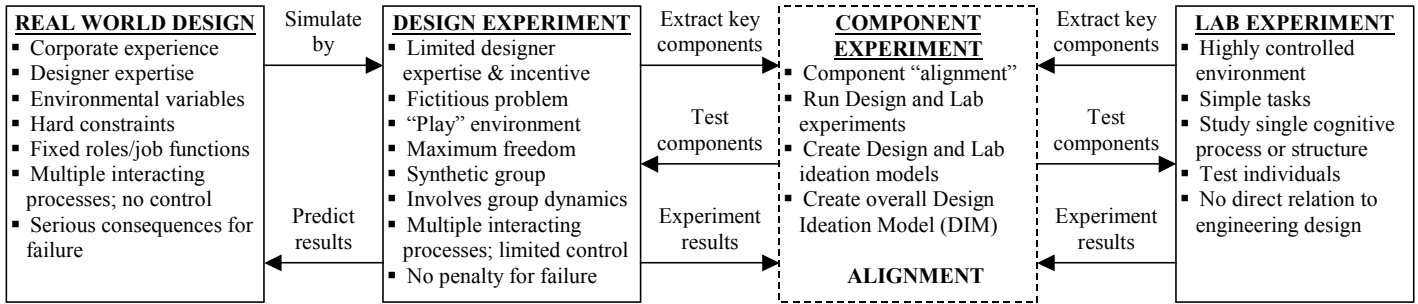 REAL WORLD DESIGN
▪ Corporate experience
▪ Designer expertise
▪ Environmental variables
▪ Hard constraints
▪ Fixed roles/job functions
▪ Multiple interacting
processes; no control
▪ Serious consequences for
failure
Simulate
by
Predict
results
DESIGN EXPERIMENT
▪ Limited designer
expertise & incentive
▪ Fictitious problem
▪ “Play” environment
▪ Maximum freedom
▪ Synthetic group
▪ Involves group dynamics
▪ Multiple interacting
processes; limited control
▪ No penalty for failure
Extract key
components
Test
components
Experiment
results
COMPONENT
EXPERIMENT
▪ Component “alignment”
▪ Run Design and Lab
experiments
▪ Create Design and Lab
ideation models
▪ Create overall Design
Ideation Model (DIM)
ALIGNMENT
Extract key
components
Test
components
Experiment
results
LAB EXPERIMENT
▪ Highly controlled
environment
▪ Simple tasks
▪ Study single cognitive
process or structure
▪ Test individuals
▪ No direct relation to
engineering design